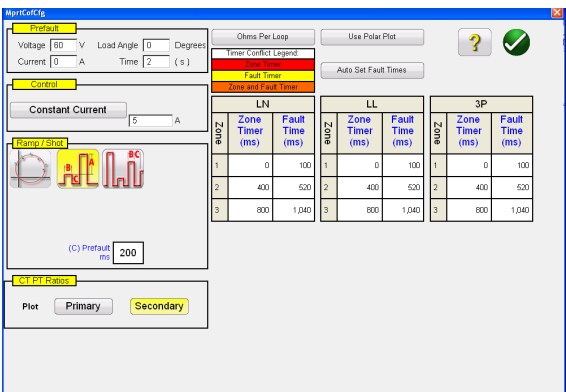 MprtCofCfg
Prefault
Voltage 60 V Load Angle 0 Degrees
Current 0 A Time 2 ( s )
Control
Constant Current 5 A
Ramp / Shot
B A
BC
(C) Prefault ms 200
CT PT Ratios
Plot Primary Secondary
Ohms Per Loop Use Polar Plot
Timer Conflict Legend:
Zone Timer
Fault Timer
Zone and Fault Timer
Auto Set Fault Times
?
LN LL 3P
Zone Zone Timer (ms) Fault Time (ms) Zone Zone Timer (ms) Fault Time (ms) Zone Zone Timer (ms) Fault Time (ms)
1 0 100 1 0 100 1 0 100
2 400 520 2 400 520 2 400 520
3 800 1,040 3 800 1,040 3 800 1,040